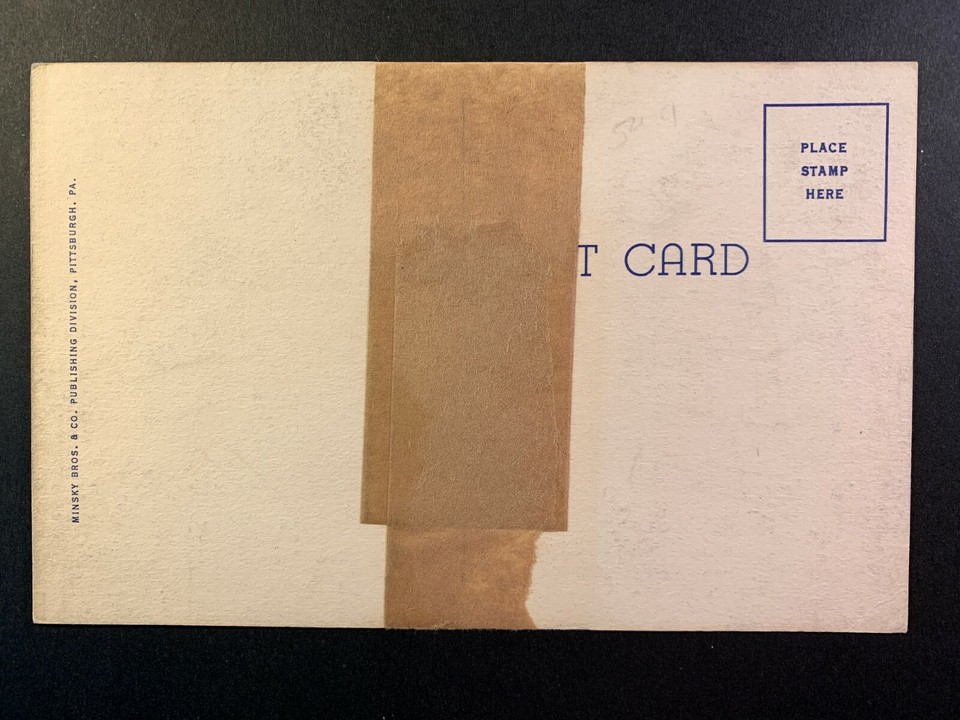 MINSKY BROS. & CO. PUBLISHING DIVISION, PITTSBURGH. PA.
T CARD
PLACE
STAMP
HERE